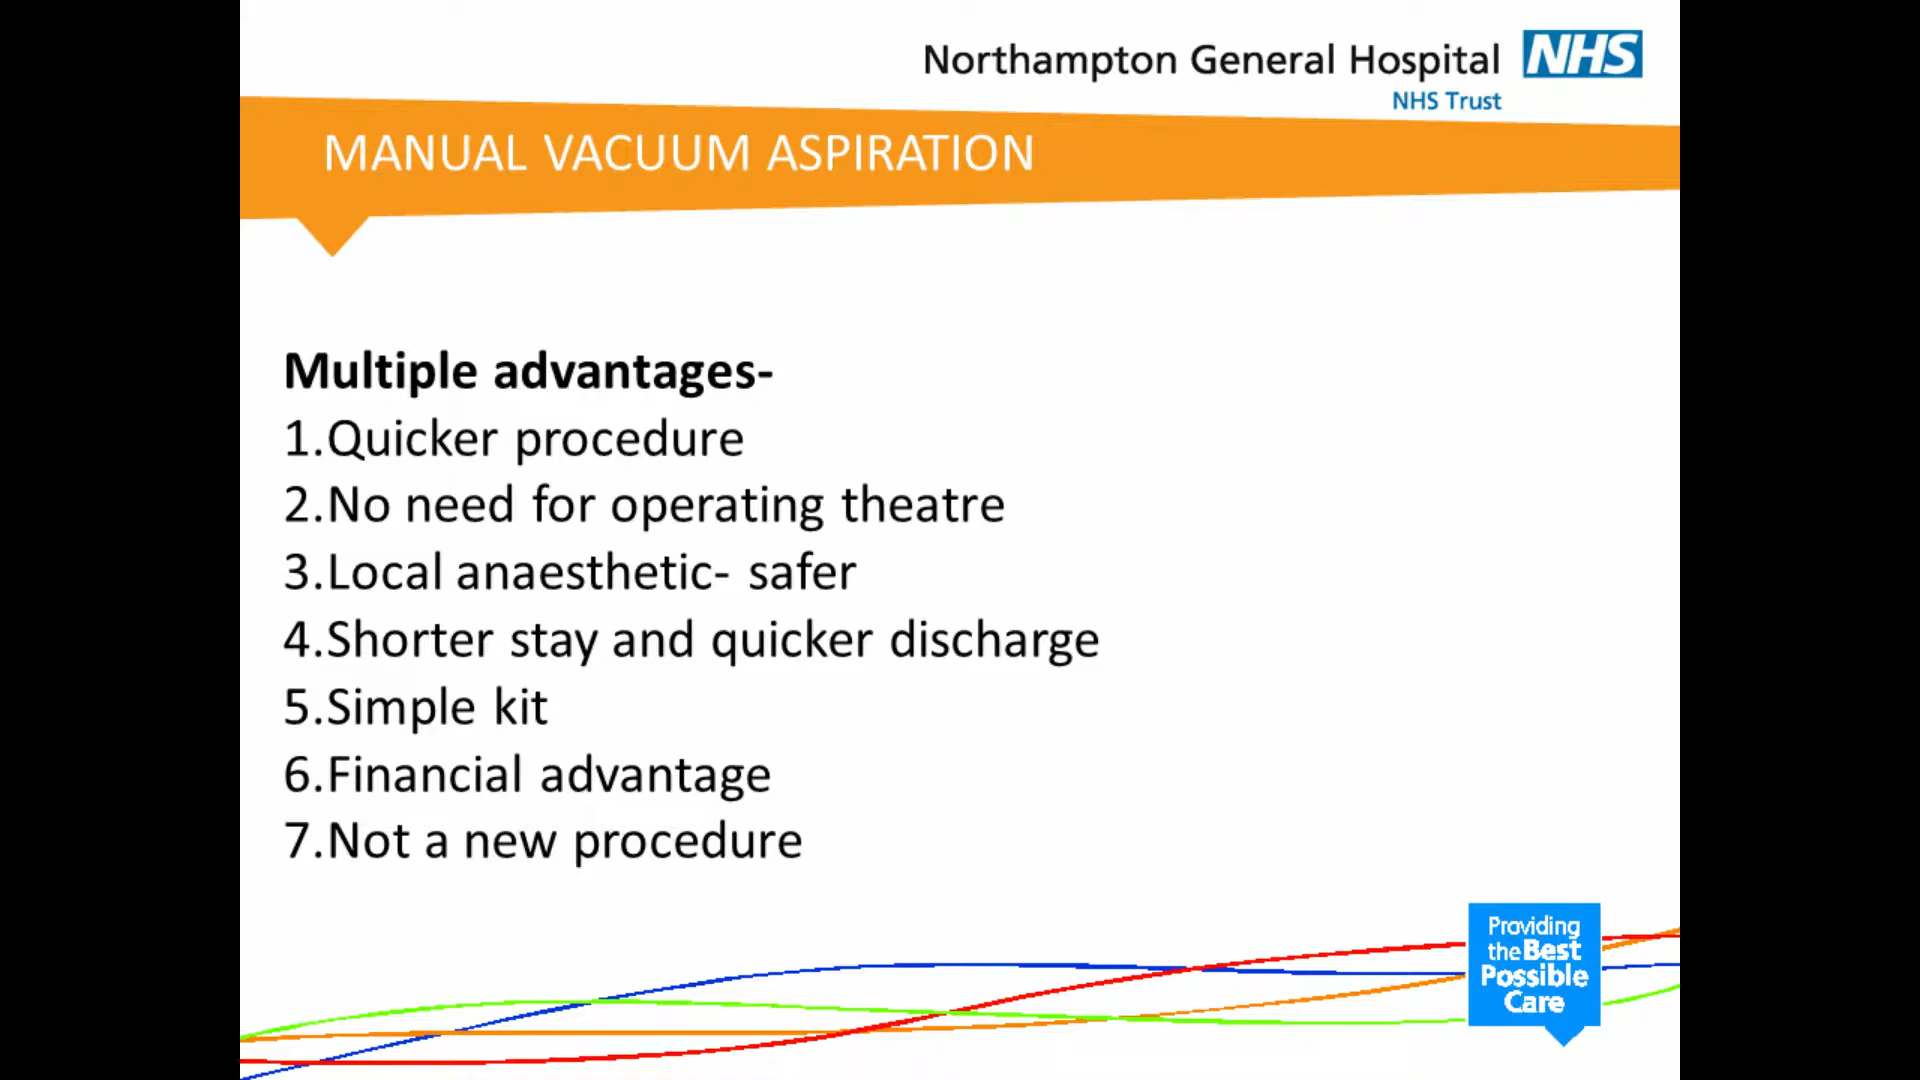 Northampton General Hospital NHS
NHS Trust
MANUAL VACUUM ASPIRATION
Multiple advantages-
1.Quicker procedure
2.No need for operating theatre
3.Local anaesthetic- safer
4.Shorter stay and quicker discharge
5.Simple kit
6.Financial advantage
7.Not a new procedure
Providing
the Best
Possible
Care